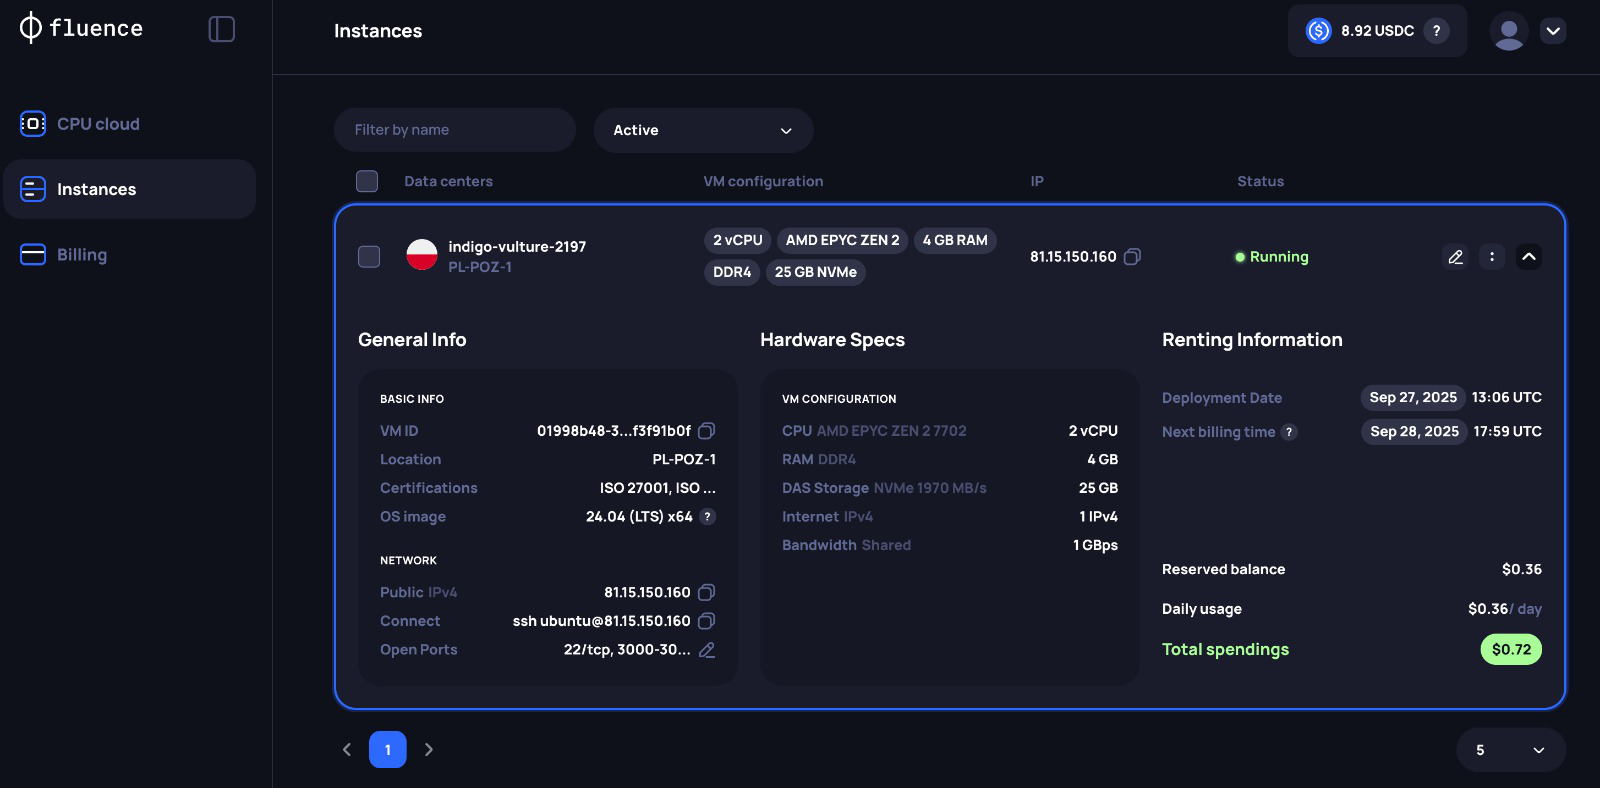 fluence
Instances
8.92 USDC ?
CPU cloud
Instances
Billing
Filter by name
Active
Data centers VM configuration IP Status
indigo-vulture-2197
PL-POZ-1
2 vCPU AMD EPYC ZEN 2 4 GB RAM
DDR4 25 GB NVMe
81.15.150.160
Running
General Info
BASIC INFO
VM ID 01998b48-3...f3f91b0f
Location PL-POZ-1
Certifications ISO 27001, ISO ...
OS image 24.04 (LTS) x64 ?
NETWORK
Public IPv4 81.15.150.160
Connect ssh ubuntu@81.15.150.160
Open Ports 22/tcp, 3000-30...
Hardware Specs
VM CONFIGURATION
CPU AMD EPYC ZEN 2 7702 2 vCPU
RAM DDR4 4 GB
DAS Storage NVMe 1970 MB/s 25 GB
Internet IPv4 1 IPv4
Bandwidth Shared 1 GBps
Renting Information
Deployment Date Sep 27, 2025 13:06 UTC
Next billing time ? Sep 28, 2025 17:59 UTC
Reserved balance $0.36
Daily usage $0.36/ day
Total spendings $0.72
1
5